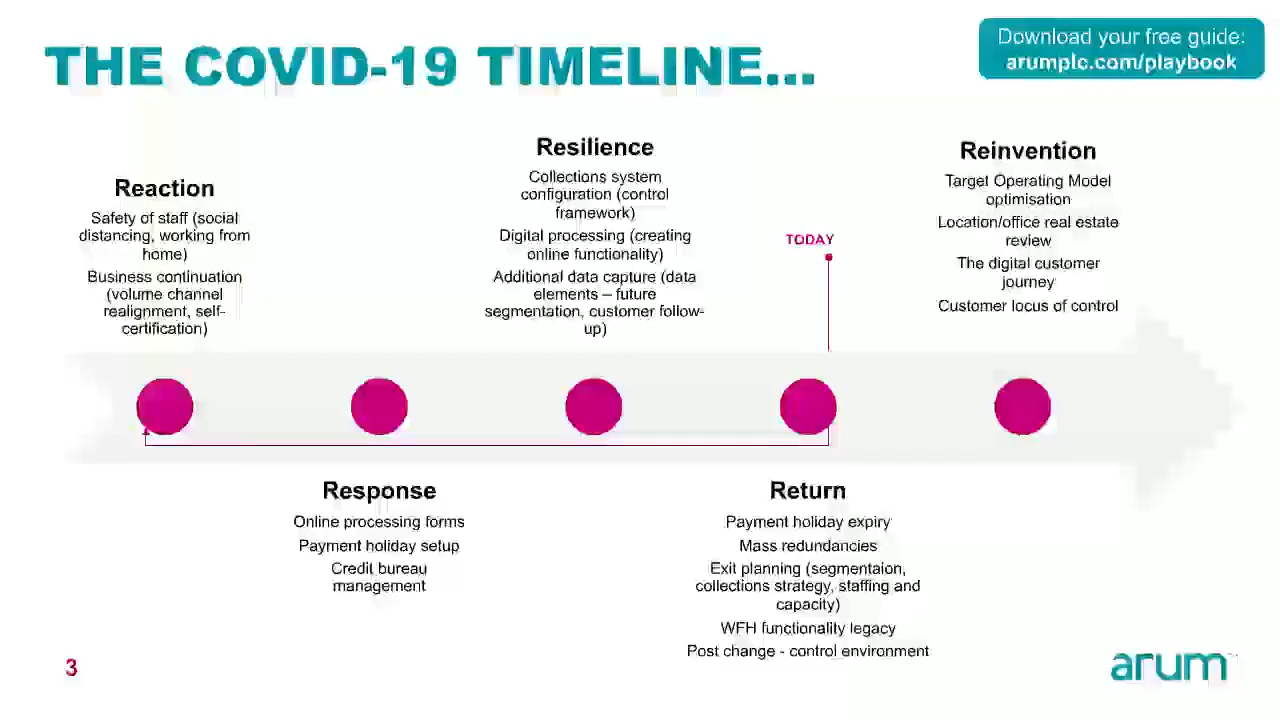 THE COVID-19 TIMELINE...
Download your free guide:
arumplc.com/playbook
Reaction
Safety of staff (social
distancing, working from
home)
Business continuation
(volume channel
realignment, self-
certification)
Resilience
Collections system
configuration (control
framework)
Digital processing (creating
online functionality)
Additional data capture (data
elements – future
segmentation, customer follow-
up)
TODAY
Reinvention
Target Operating Model
optimisation
Location/office real estate
review
The digital customer
journey
Customer locus of control
Response
Online processing forms
Payment holiday setup
Credit bureau
management
Return
Payment holiday expiry
Mass redundancies
Exit planning (segmentaion,
collections strategy, staffing and
capacity)
WFH functionality legacy
Post change - control environment
3
arum